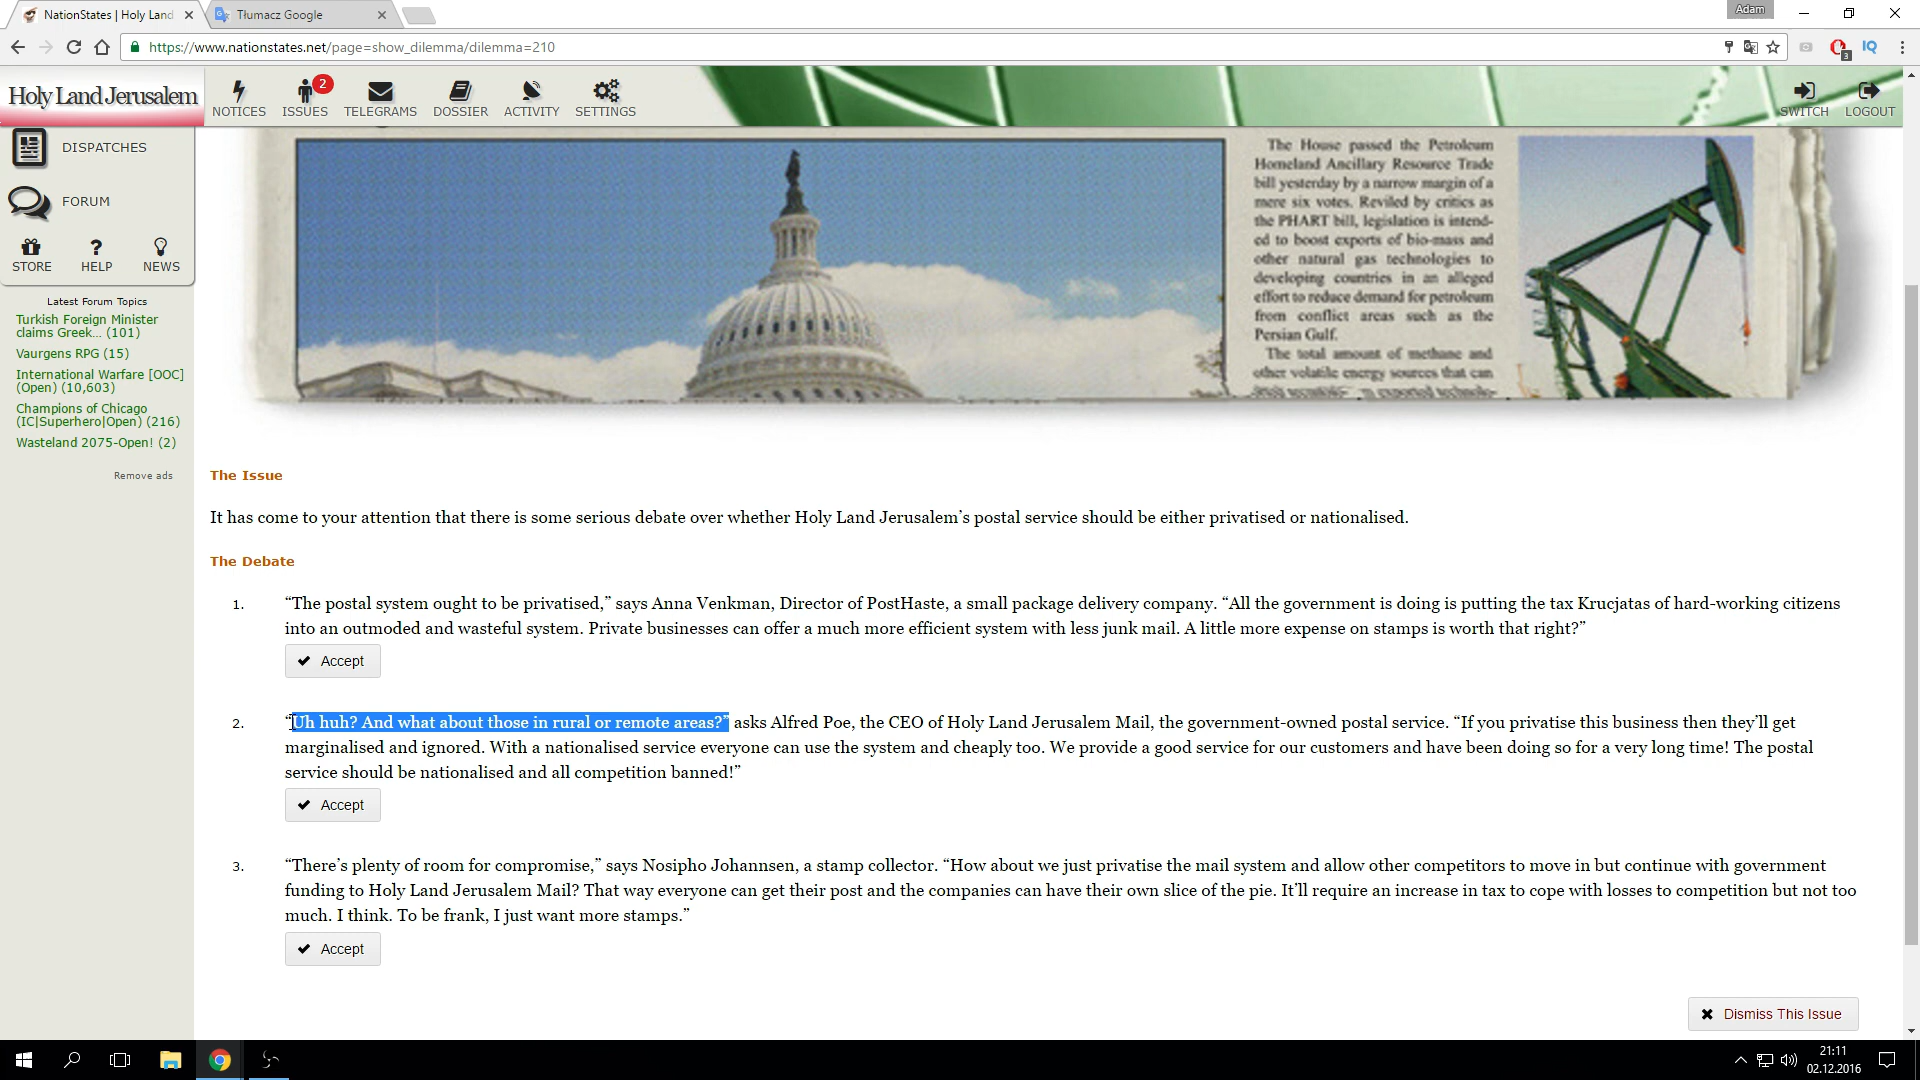 NationStates | Holy Land
Tłumacz Google
Adam
https://www.nationstates.net/page=show_dilemma/dilemma=210
3
IQ
Holy Land Jerusalem
NOTICES
2
ISSUES
TELEGRAMS
DOSSIER
ACTIVITY
SETTINGS
SWITCH
LOGOUT
DISPATCHES
FORUM
STORE
HELP
NEWS
Latest Forum Topics
Turkish Foreign Minister
claims Greek... (101)
Vaurgens RPG (15)
International Warfare [OOC]
(Open) (10,603)
Champions of Chicago
(IC|Superhero|Open) (216)
Wasteland 2075-Open! (2)
Remove ads
The House passed the Petroleum
Homeland Ancillary Resource Trade
bill yesterday by a narrow margin of a
mere six votes. Reviled by critics as
the PHART bill, legislation is intend-
ed to boost exports of bio-mass and
other natural gas technologies to
developing countries in an alleged
effort to reduce demand for petroleum
from conflict areas such as the
Persian Gulf.
The total amount of methane and
other volatile energy sources that can
The Issue
It has come to your attention that there is some serious debate over whether Holy Land Jerusalem’s postal service should be either privatised or nationalised.
The Debate
1. “The postal system ought to be privatised,” says Anna Venkman, Director of PostHaste, a small package delivery company. “All the government is doing is putting the tax Krucjatas of hard-working citizens
into an outmoded and wasteful system. Private businesses can offer a much more efficient system with less junk mail. A little more expense on stamps is worth that right?”
Accept
2. “Uh huh? And what about those in rural or remote areas?” asks Alfred Poe, the CEO of Holy Land Jerusalem Mail, the government-owned postal service. “If you privatise this business then they’ll get
marginalised and ignored. With a nationalised service everyone can use the system and cheaply too. We provide a good service for our customers and have been doing so for a very long time! The postal
service should be nationalised and all competition banned!”
Accept
3. “There’s plenty of room for compromise,” says Nosipho Johannsen, a stamp collector. “How about we just privatise the mail system and allow other competitors to move in but continue with government
funding to Holy Land Jerusalem Mail? That way everyone can get their post and the companies can have their own slice of the pie. It’ll require an increase in tax to cope with losses to competition but not too
much. I think. To be frank, I just want more stamps.”
Accept
Dismiss This Issue
21:11
02.12.2016